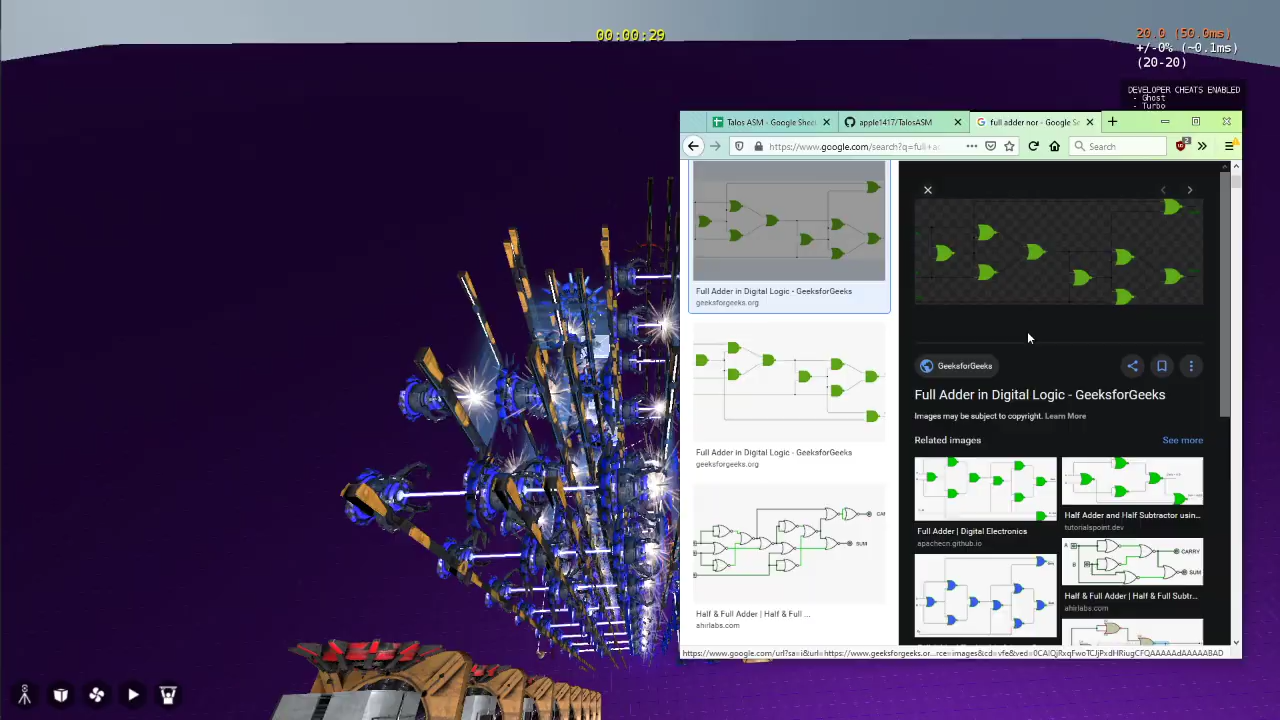 00:00:29
20.0 (50.0ms)
+/-0% (~0.1ms)
(20-20)
DEVELOPER CHEATS ENABLED
- Ghost
- Turbo
Talos ASM - Google Shee
apple1417/TalosASM
full adder nor - Google Se
https://www.google.com/search?q=full+a
Search
2
Full Adder in Digital Logic - GeeksforGeeks
geeksforgeeks.org
Full Adder in Digital Logic - GeeksforGeeks
geeksforgeeks.org
CAR
SUM
Half & Full Adder | Half & Full ...
ahirlabs.com
GeeksforGeeks
Full Adder in Digital Logic - GeeksforGeeks
Images may be subject to copyright. Learn More
Related images
See more
Full Adder | Digital Electronics
apachecn.github.io
Half Adder and Half Subtractor usin...
tutorialspoint.dev
A
B
CARRY
SUM
Half & Full Adder | Half & Full Subtr...
ahirlabs.com